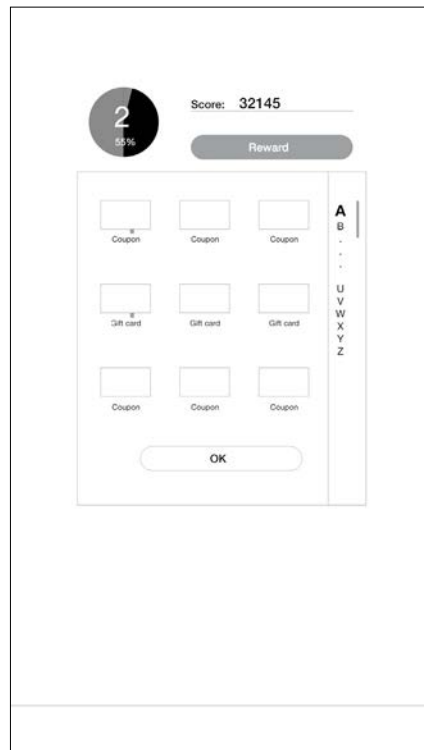 2
55%
Score: 32145
Reward
A
B
.
.
.
U
V
W
X
Y
Z
Coupon Coupon Coupon
Gift card Gift card Gift card
Coupon Coupon Coupon
OK